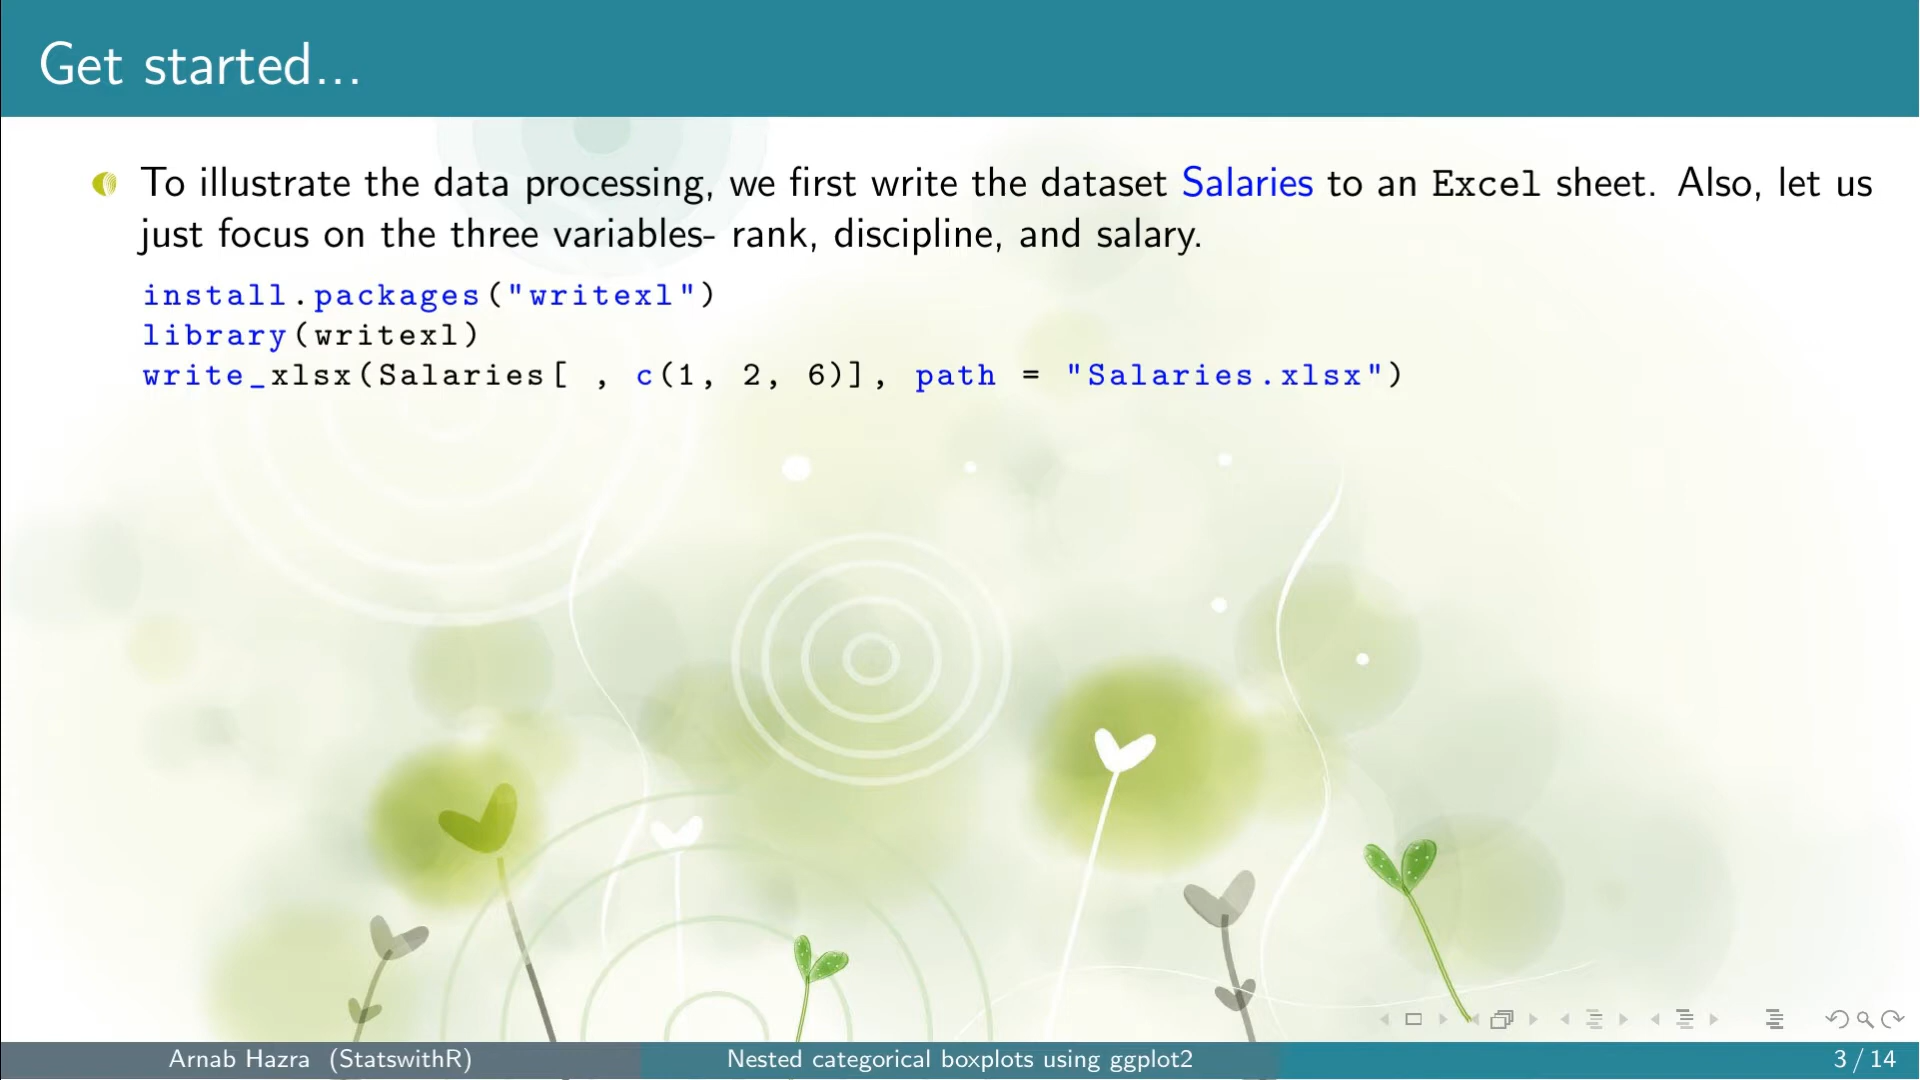 Get started...
To illustrate the data processing, we first write the dataset Salaries to an Excel sheet. Also, let us
just focus on the three variables- rank, discipline, and salary.
install.packages("writexl")
library(writexl)
write_xlsx(Salaries[ , c(1, 2, 6)], path = "Salaries.xlsx")
Arnab Hazra (StatswithR)
Nested categorical boxplots using ggplot2
3 / 14